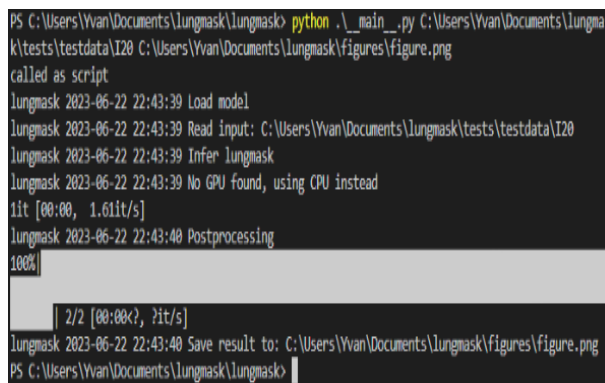 PS C:\Users\Yvan\Documents\lungmask\lungmask> python .\__main__.py C:\Users\Yvan\Documents\lungma
k\tests\testdata\I20 C:\Users\Yvan\Documents\lungmask\figures\figure.png
called as script
lungmask 2023-06-22 22:43:39 Load model
lungmask 2023-06-22 22:43:39 Read input: C:\Users\Yvan\Documents\lungmask\tests\testdata\I20
lungmask 2023-06-22 22:43:39 Infer lungmask
lungmask 2023-06-22 22:43:39 No GPU found, using CPU instead
1it [00:00,  1.61it/s]
lungmask 2023-06-22 22:43:40 Postprocessing
100%|
| 2/2 [00:00<?, ?it/s]
lungmask 2023-06-22 22:43:40 Save result to: C:\Users\Yvan\Documents\lungmask\figures\figure.png
PS C:\Users\Yvan\Documents\lungmask\lungmask>